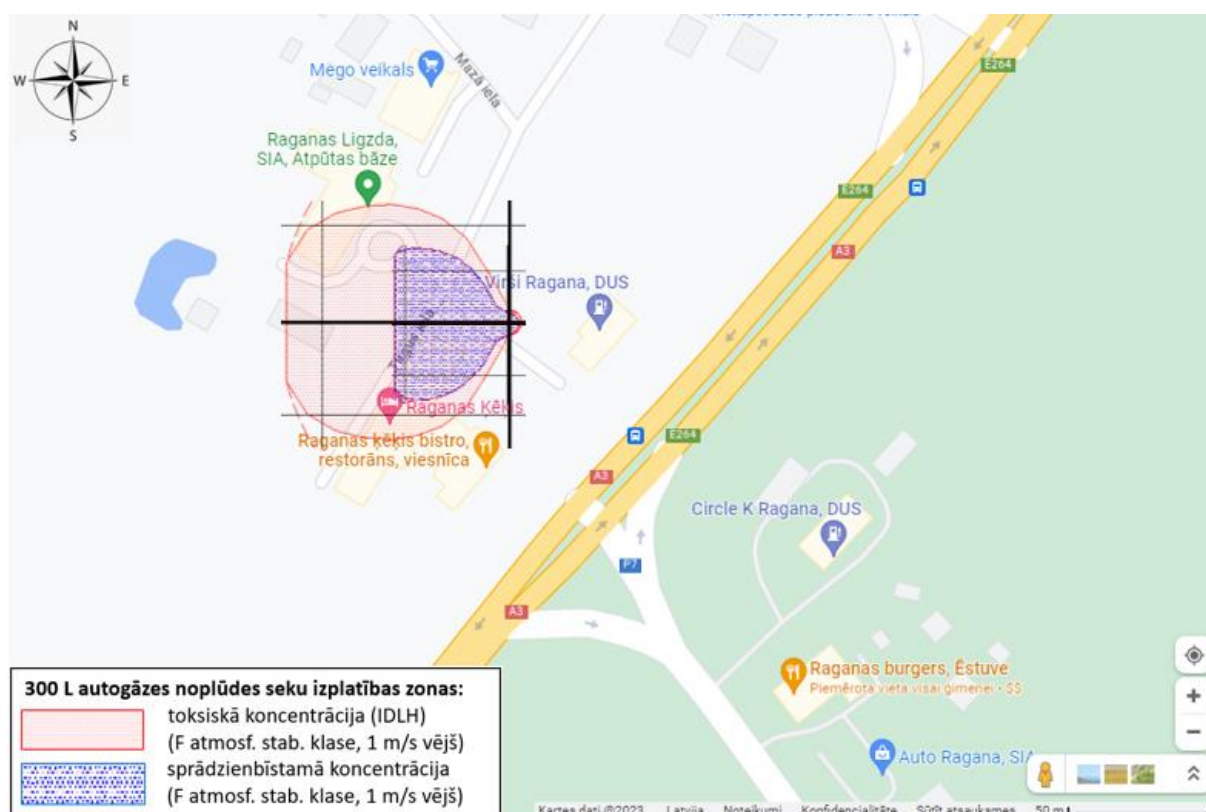 N
W
E
S
Mego veikals
Mazā iela
E264
Raganas Ligzda,
SIA, Atpūtas bāze
E264
A3
Virši Ragana, DUS
Raganas Ķēķis
Raganas ķēķis bistro,
restorāns, viesnīca
E264
A3
Circle K Ragana, DUS
P7
A3
Raganas burgers, Ēstuve
Piemērota vieta visai ģimenei • $$
Auto Ragana, SIA
300 L autogāzes noplūdes seku izplatības zonas:
toksiskā koncentrācija (IDLH)
(F atmosf. stab. klase, 1 m/s vējš)
sprādzienbīstamā koncentrācija
(F atmosf. stab. klase, 1 m/s vējš)
Kartes dati ©2023 Latvija Noteikumi Konfidencialitāte Sūtīt atsauksmes 50 m